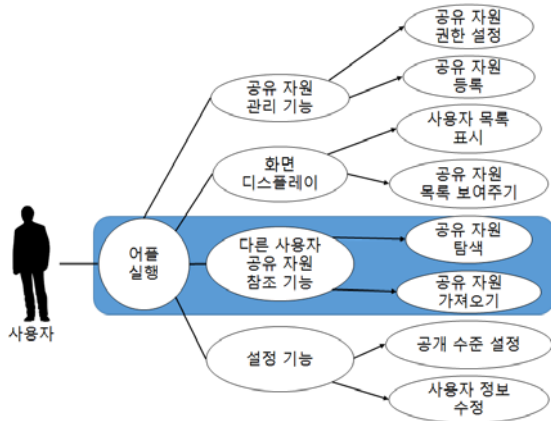 공유 자원
권한 설정
공유 자원
등록
공유 자원
관리 기능
사용자 목록
표시
화면
디스플레이
공유 자원
목록 보여주기
어플
실행
다른 사용자
공유 자원
참조 기능
공유 자원
탐색
공유 자원
가져오기
사용자
설정 기능
공개 수준 설정
사용자 정보
수정